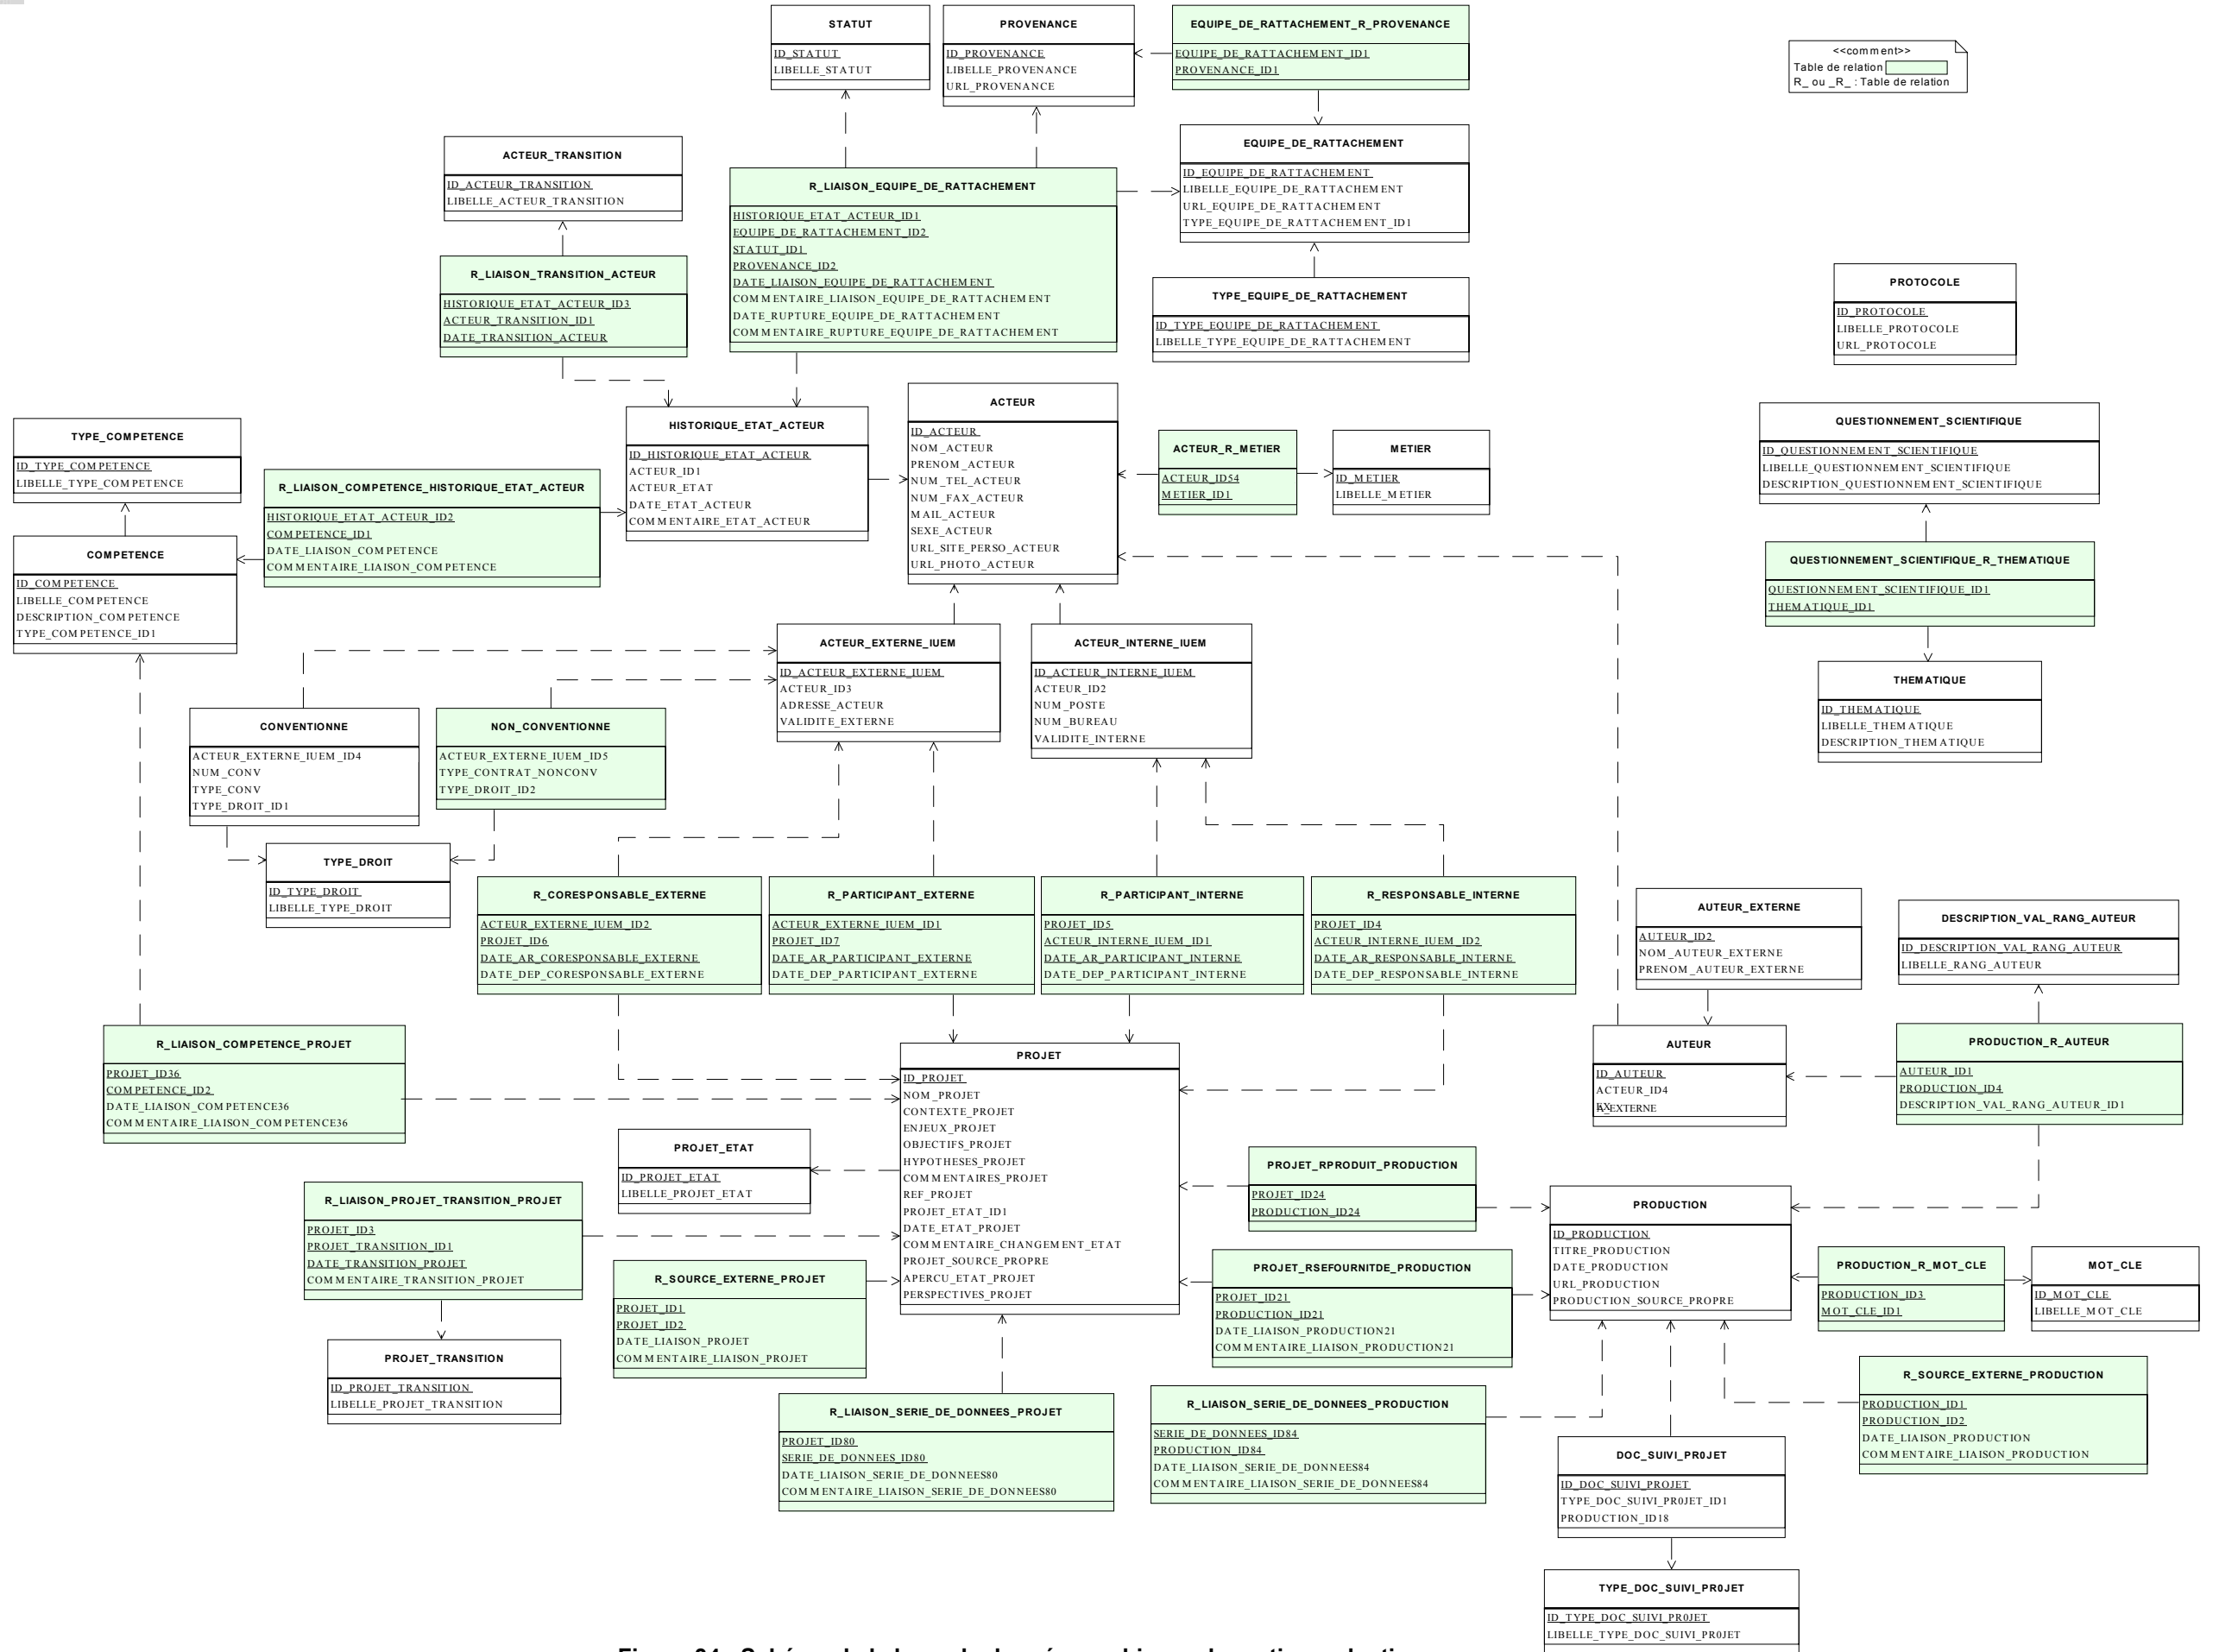 STATUT
ID_STATUT
LIBELLE_STATUT
PROVENANCE
ID_PROVENANCE
LIBELLE_PROVENANCE
URL_PROVENANCE
EQUIPE_DE_RATTACHEMENT_R_PROVENANCE
EQUIPE_DE_RATTACHEMENT_ID1
PROVENANCE_ID1
<<comment>>
Table de relation
R_ ou _R_ : Table de relation
ACTEUR_TRANSITION
ID_ACTEUR_TRANSITION
LIBELLE_ACTEUR_TRANSITION
R_LIAISON_EQUIPE_DE_RATTACHEMENT
HISTORIQUE_ETAT_ACTEUR_ID1
EQUIPE_DE_RATTACHEMENT_ID2
STATUT_ID1
PROVENANCE_ID2
DATE_LIAISON_EQUIPE_DE_RATTACHEMENT
COMMENTAIRE_LIAISON_EQUIPE_DE_RATTACHEMENT
DATE_RUPTURE_EQUIPE_DE_RATTACHEMENT
COMMENTAIRE_RUPTURE_EQUIPE_DE_RATTACHEMENT
EQUIPE_DE_RATTACHEMENT
ID_EQUIPE_DE_RATTACHEMENT
LIBELLE_EQUIPE_DE_RATTACHEMENT
URL_EQUIPE_DE_RATTACHEMENT
TYPE_EQUIPE_DE_RATTACHEMENT_ID1
R_LIAISON_TRANSITION_ACTEUR
HISTORIQUE_ETAT_ACTEUR_ID3
ACTEUR_TRANSITION_ID1
DATE_TRANSITION_ACTEUR
TYPE_EQUIPE_DE_RATTACHEMENT
ID_TYPE_EQUIPE_DE_RATTACHEMENT
LIBELLE_TYPE_EQUIPE_DE_RATTACHEMENT
PROTOCOLE
ID_PROTOCOLE
LIBELLE_PROTOCOLE
URL_PROTOCOLE
TYPE_COMPETENCE
ID_TYPE_COMPETENCE
LIBELLE_TYPE_COMPETENCE
R_LIAISON_COMPETENCE_HISTORIQUE_ETAT_ACTEUR
HISTORIQUE_ETAT_ACTEUR_ID2
COMPETENCE_ID1
DATE_LIAISON_COMPETENCE
COMMENTAIRE_LIAISON_COMPETENCE
HISTORIQUE_ETAT_ACTEUR
ID_HISTORIQUE_ETAT_ACTEUR
ACTEUR_ID1
ACTEUR_ETAT
DATE_ETAT_ACTEUR
COMMENTAIRE_ETAT_ACTEUR
ACTEUR
ID_ACTEUR
NOM_ACTEUR
PRENOM_ACTEUR
NUM_TEL_ACTEUR
NUM_FAX_ACTEUR
MAIL_ACTEUR
SEXE_ACTEUR
URL_SITE_PERSO_ACTEUR
URL_PHOTO_ACTEUR
ACTEUR_R_METIER
ACTEUR_ID54
METIER_ID1
METIER
ID_METIER
LIBELLE_METIER
QUESTIONNEMENT_SCIENTIFIQUE
ID_QUESTIONNEMENT_SCIENTIFIQUE
LIBELLE_QUESTIONNEMENT_SCIENTIFIQUE
DESCRIPTION_QUESTIONNEMENT_SCIENTIFIQUE
COMPETENCE
ID_COMPETENCE
LIBELLE_COMPETENCE
DESCRIPTION_COMPETENCE
TYPE_COMPETENCE_ID1
QUESTIONNEMENT_SCIENTIFIQUE_R_THEMATIQUE
QUESTIONNEMENT_SCIENTIFIQUE_ID1
THEMATIQUE_ID1
ACTEUR_EXTERNE_IUEM
ID_ACTEUR_EXTERNE_IUEM
ACTEUR_ID3
ADRESSE_ACTEUR
VALIDITE_EXTERNE
ACTEUR_INTERNE_IUEM
ID_ACTEUR_INTERNE_IUEM
ACTEUR_ID2
NUM_POSTE
NUM_BUREAU
VALIDITE_INTERNE
THEMATIQUE
ID_THEMATIQUE
LIBELLE_THEMATIQUE
DESCRIPTION_THEMATIQUE
CONVENTIONNE
ACTEUR_EXTERNE_IUEM_ID4
NUM_CONV
TYPE_CONV
TYPE_DROIT_ID1
NON_CONVENTIONNE
ACTEUR_EXTERNE_IUEM_ID5
TYPE_CONTRAT_NONCONV
TYPE_DROIT_ID2
TYPE_DROIT
ID_TYPE_DROIT
LIBELLE_TYPE_DROIT
R_CORESPONSABLE_EXTERNE
ACTEUR_EXTERNE_IUEM_ID2
PROJET_ID6
DATE_AR_CORESPONSABLE_EXTERNE
DATE_DEP_CORESPONSABLE_EXTERNE
R_PARTICIPANT_EXTERNE
ACTEUR_EXTERNE_IUEM_ID1
PROJET_ID7
DATE_AR_PARTICIPANT_EXTERNE
DATE_DEP_PARTICIPANT_EXTERNE
R_PARTICIPANT_INTERNE
PROJET_ID5
ACTEUR_INTERNE_IUEM_ID1
DATE_AR_PARTICIPANT_INTERNE
DATE_DEP_PARTICIPANT_INTERNE
R_RESPONSABLE_INTERNE
PROJET_ID4
ACTEUR_INTERNE_IUEM_ID2
DATE_AR_RESPONSABLE_INTERNE
DATE_DEP_RESPONSABLE_INTERNE
AUTEUR_EXTERNE
AUTEUR_ID2
NOM_AUTEUR_EXTERNE
PRENOM_AUTEUR_EXTERNE
DESCRIPTION_VAL_RANG_AUTEUR
ID_DESCRIPTION_VAL_RANG_AUTEUR
LIBELLE_RANG_AUTEUR
R_LIAISON_COMPETENCE_PROJET
PROJET_ID36
COMPETENCE_ID2
DATE_LIAISON_COMPETENCE36
COMMENTAIRE_LIAISON_COMPETENCE36
PROJET
ID_PROJET
NOM_PROJET
CONTEXTE_PROJET
ENJEUX_PROJET
OBJECTIFS_PROJET
HYPOTHESES_PROJET
COMMENTAIRES_PROJET
REF_PROJET
PROJET_ETAT_ID1
DATE_ETAT_PROJET
COMMENTAIRE_CHANGEMENT_ETAT
PROJET_SOURCE_PROPRE
APERCU_ETAT_PROJET
PERSPECTIVES_PROJET
AUTEUR
ID_AUTEUR
ACTEUR_ID4
PRODUCTION_R_AUTEUR
AUTEUR_ID1
PRODUCTION_ID4
DESCRIPTION_VAL_RANG_AUTEUR_ID1
PROJET_ETAT
ID_PROJET_ETAT
LIBELLE_PROJET_ETAT
PROJET_RPRODUIT_PRODUCTION
PROJET_ID24
PRODUCTION_ID24
R_LIAISON_PROJET_TRANSITION_PROJET
PROJET_ID3
PROJET_TRANSITION_ID1
DATE_TRANSITION_PROJET
COMMENTAIRE_TRANSITION_PROJET
PRODUCTION
ID_PRODUCTION
TITRE_PRODUCTION
DATE_PRODUCTION
URL_PRODUCTION
PRODUCTION_SOURCE_PROPRE
R_SOURCE_EXTERNE_PROJET
PROJET_ID1
PROJET_ID2
DATE_LIAISON_PROJET
COMMENTAIRE_LIAISON_PROJET
PROJET_RSEFOURNITDE_PRODUCTION
PROJET_ID21
PRODUCTION_ID21
DATE_LIAISON_PRODUCTION21
COMMENTAIRE_LIAISON_PRODUCTION21
PRODUCTION_R_MOT_CLE
PRODUCTION_ID3
MOT_CLE_ID1
MOT_CLE
ID_MOT_CLE
LIBELLE_MOT_CLE
PROJET_TRANSITION
ID_PROJET_TRANSITION
LIBELLE_PROJET_TRANSITION
R_LIAISON_SERIE_DE_DONNEES_PROJET
PROJET_ID80
SERIE_DE_DONNEES_ID80
DATE_LIAISON_SERIE_DE_DONNEES80
COMMENTAIRE_LIAISON_SERIE_DE_DONNEES80
R_LIAISON_SERIE_DE_DONNEES_PRODUCTION
SERIE_DE_DONNEES_ID84
PRODUCTION_ID84
DATE_LIAISON_SERIE_DE_DONNEES84
COMMENTAIRE_LIAISON_SERIE_DE_DONNEES84
R_SOURCE_EXTERNE_PRODUCTION
PRODUCTION_ID1
PRODUCTION_ID2
DATE_LIAISON_PRODUCTION
COMMENTAIRE_LIAISON_PRODUCTION
DOC_SUIVI_PR0JET
ID_DOC_SUIVI_PROJET
TYPE_DOC_SUIVI_PR0JET_ID1
PRODUCTION_ID18
TYPE_DOC_SUIVI_PR0JET
ID_TYPE_DOC_SUIVI_PR0JET
LIBELLE_TYPE_DOC_SUIVI_PR0JET